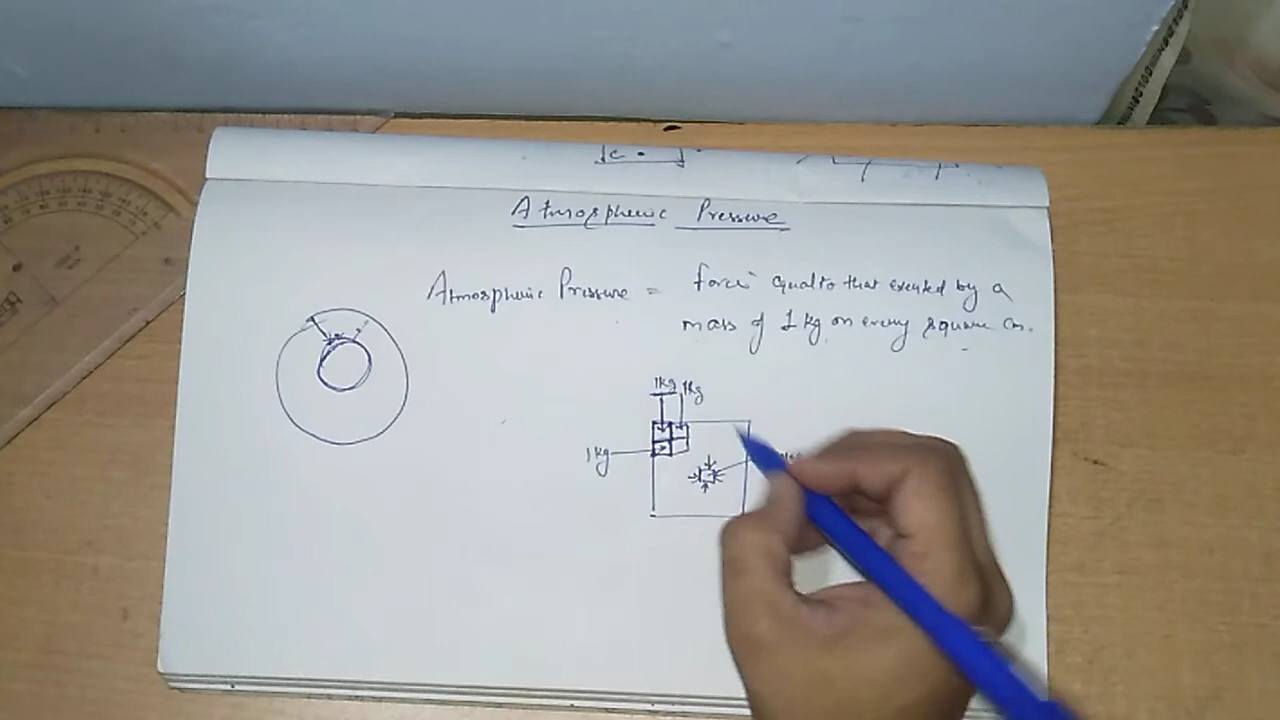 Atmospheric Pressure
Atmospheric Pressure = force equal to that exerted by a
mass of 1 kg on every square cm.
1kg 1kg
1kg